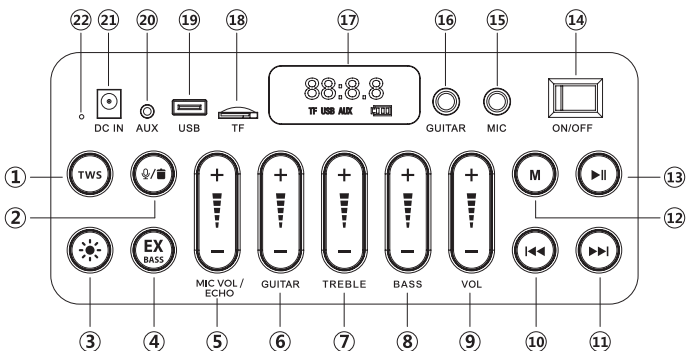 22 21 20 19 18 17 16 15 14
88:8.8
TF USB AUX
DC IN AUX USB TF GUITAR MIC ON/OFF
1 TWS + + + + + M 13
2 12
EX
BASS
- - - - -
MIC VOL / GUITAR TREBLE BASS VOL
ECHO
3 4 5 6 7 8 9 10 11